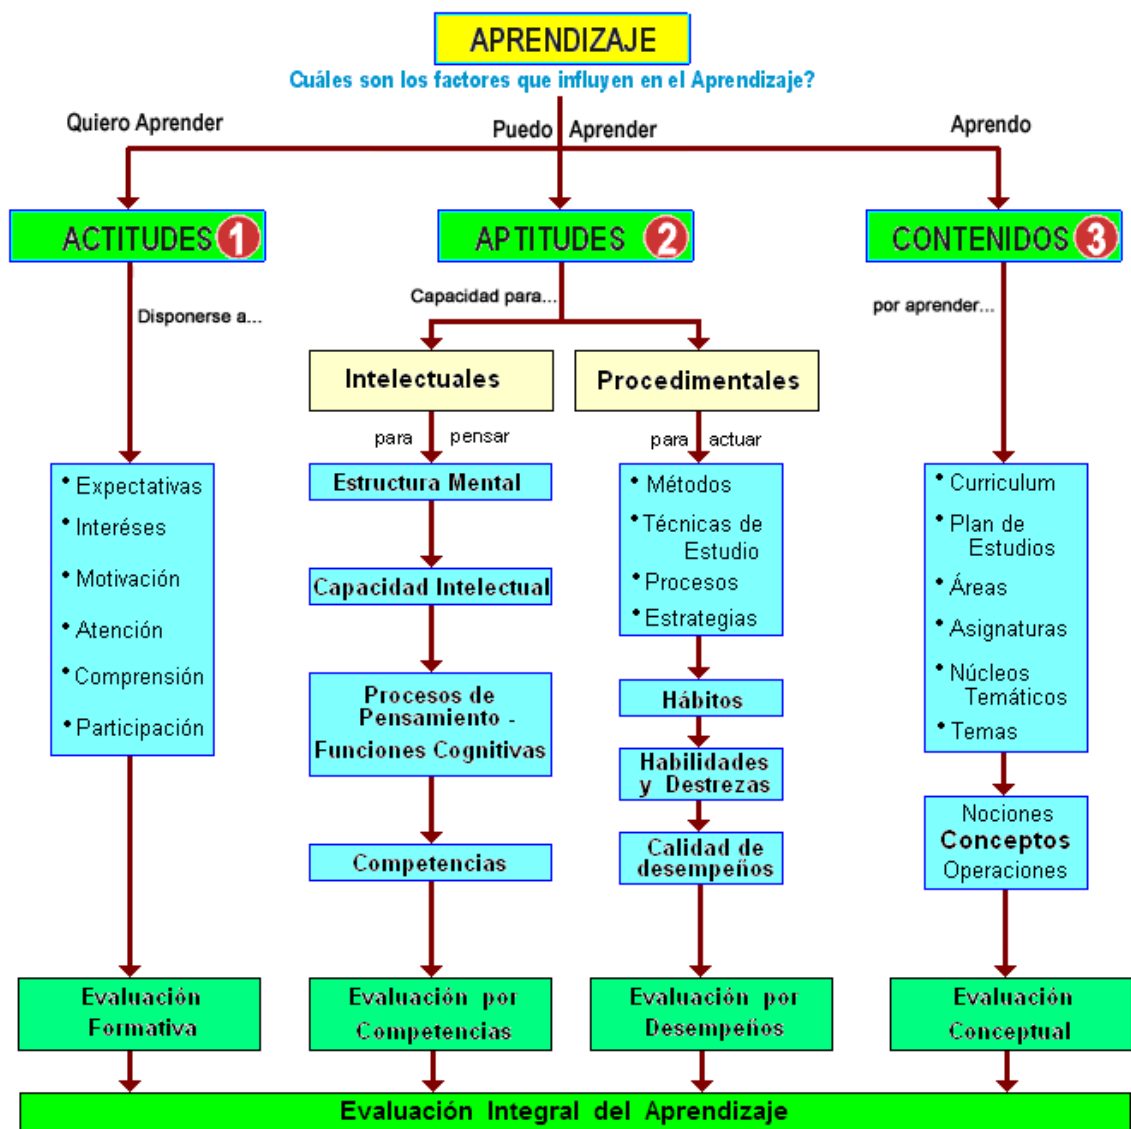 APRENDIZAJE
Cuáles son los factores que influyen en el Aprendizaje?
Quiero Aprender
Puedo Aprender
Aprendo
ACTITUDES 1
APTITUDES 2
CONTENIDOS 3
Disponerse a...
Capacidad para...
por aprender...
Intelectuales
Procedimentales
para pensar
para actuar
• Expectativas
• Interéses
• Motivación
• Atención
• Comprensión
• Participación
Estructura Mental
Capacidad Intelectual
Procesos de
Pensamiento -
Funciones Cognitivas
Competencias
• Métodos
• Técnicas de
Estudio
• Procesos
• Estrategias
Hábitos
Habilidades
y Destrezas
Calidad de
desempeños
• Curriculum
• Plan de
Estudios
• Áreas
• Asignaturas
• Núcleos
Temáticos
• Temas
Nociones
Conceptos
Operaciones
Evaluación
Formativa
Evaluación por
Competencias
Evaluación por
Desempeños
Evaluación
Conceptual
Evaluación Integral del Aprendizaje